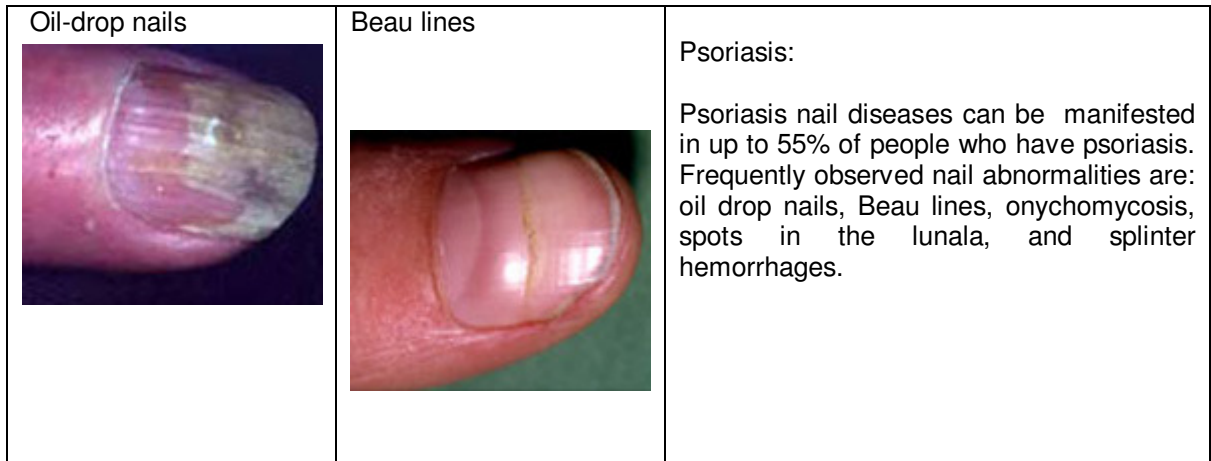 Oil-drop nails
Beau lines
Psoriasis:
Psoriasis nail diseases can be manifested
in up to 55% of people who have psoriasis.
Frequently observed nail abnormalities are:
oil drop nails, Beau lines, onychomycosis,
spots in the lunala, and splinter
hemorrhages.